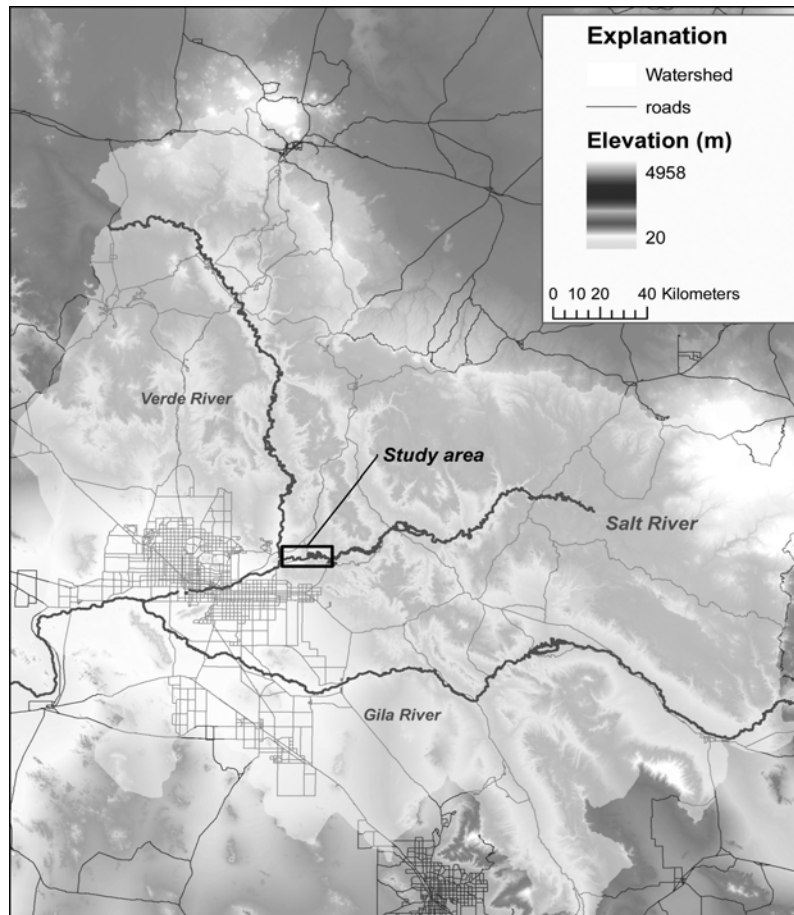 Explanation
Watershed
roads
Elevation (m)
4958
20
0 10 20 40 Kilometers
Verde River
Study area
Salt River
Gila River